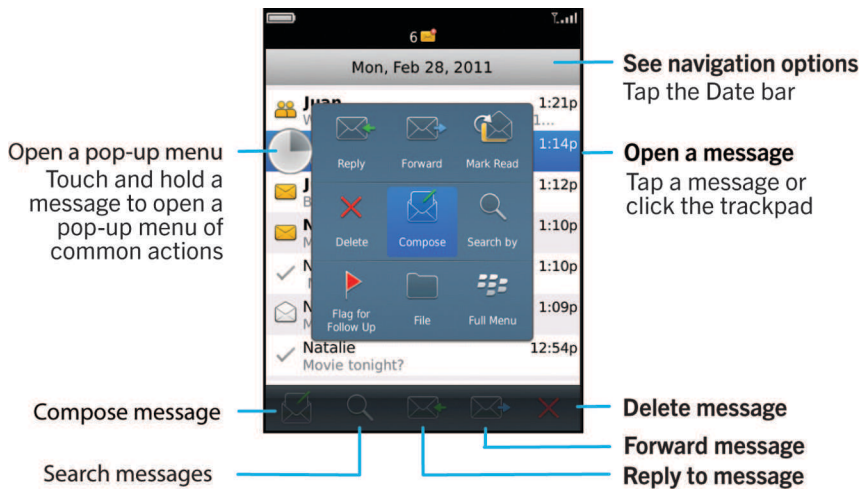 6
Mon, Feb 28, 2011
See navigation options
Tap the Date bar
Juan 1:21p
W 1...
Reply Forward Mark Read
1:14p
Open a pop-up menu
Touch and hold a
message to open a
pop-up menu of
common actions
Open a message
Tap a message or
click the trackpad
J 1:12p
B
Delete Compose Search by
N 1:10p
M
N 1:10p
Flag for
Follow Up File Full Menu
N 1:09p
M
Natalie 12:54p
Movie tonight?
Compose message
Search messages
Delete message
Forward message
Reply to message